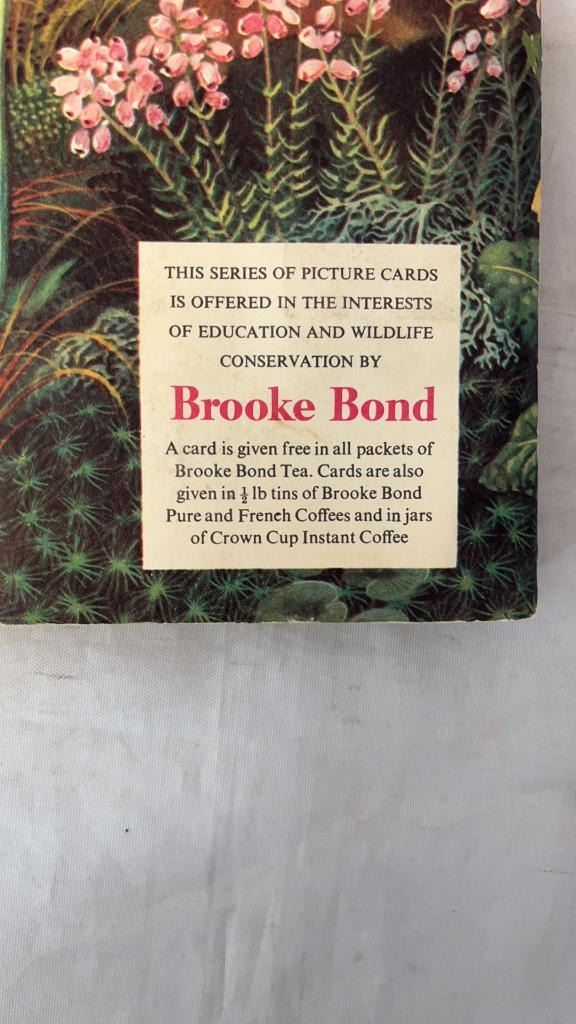 THIS SERIES OF PICTURE CARDS
IS OFFERED IN THE INTERESTS
OF EDUCATION AND WILDLIFE
CONSERVATION BY
Brooke Bond
A card is given free in all packets of
Brooke Bond Tea. Cards are also
given in ½ lb tins of Brooke Bond
Pure and French Coffees and in jars
of Crown Cup Instant Coffee